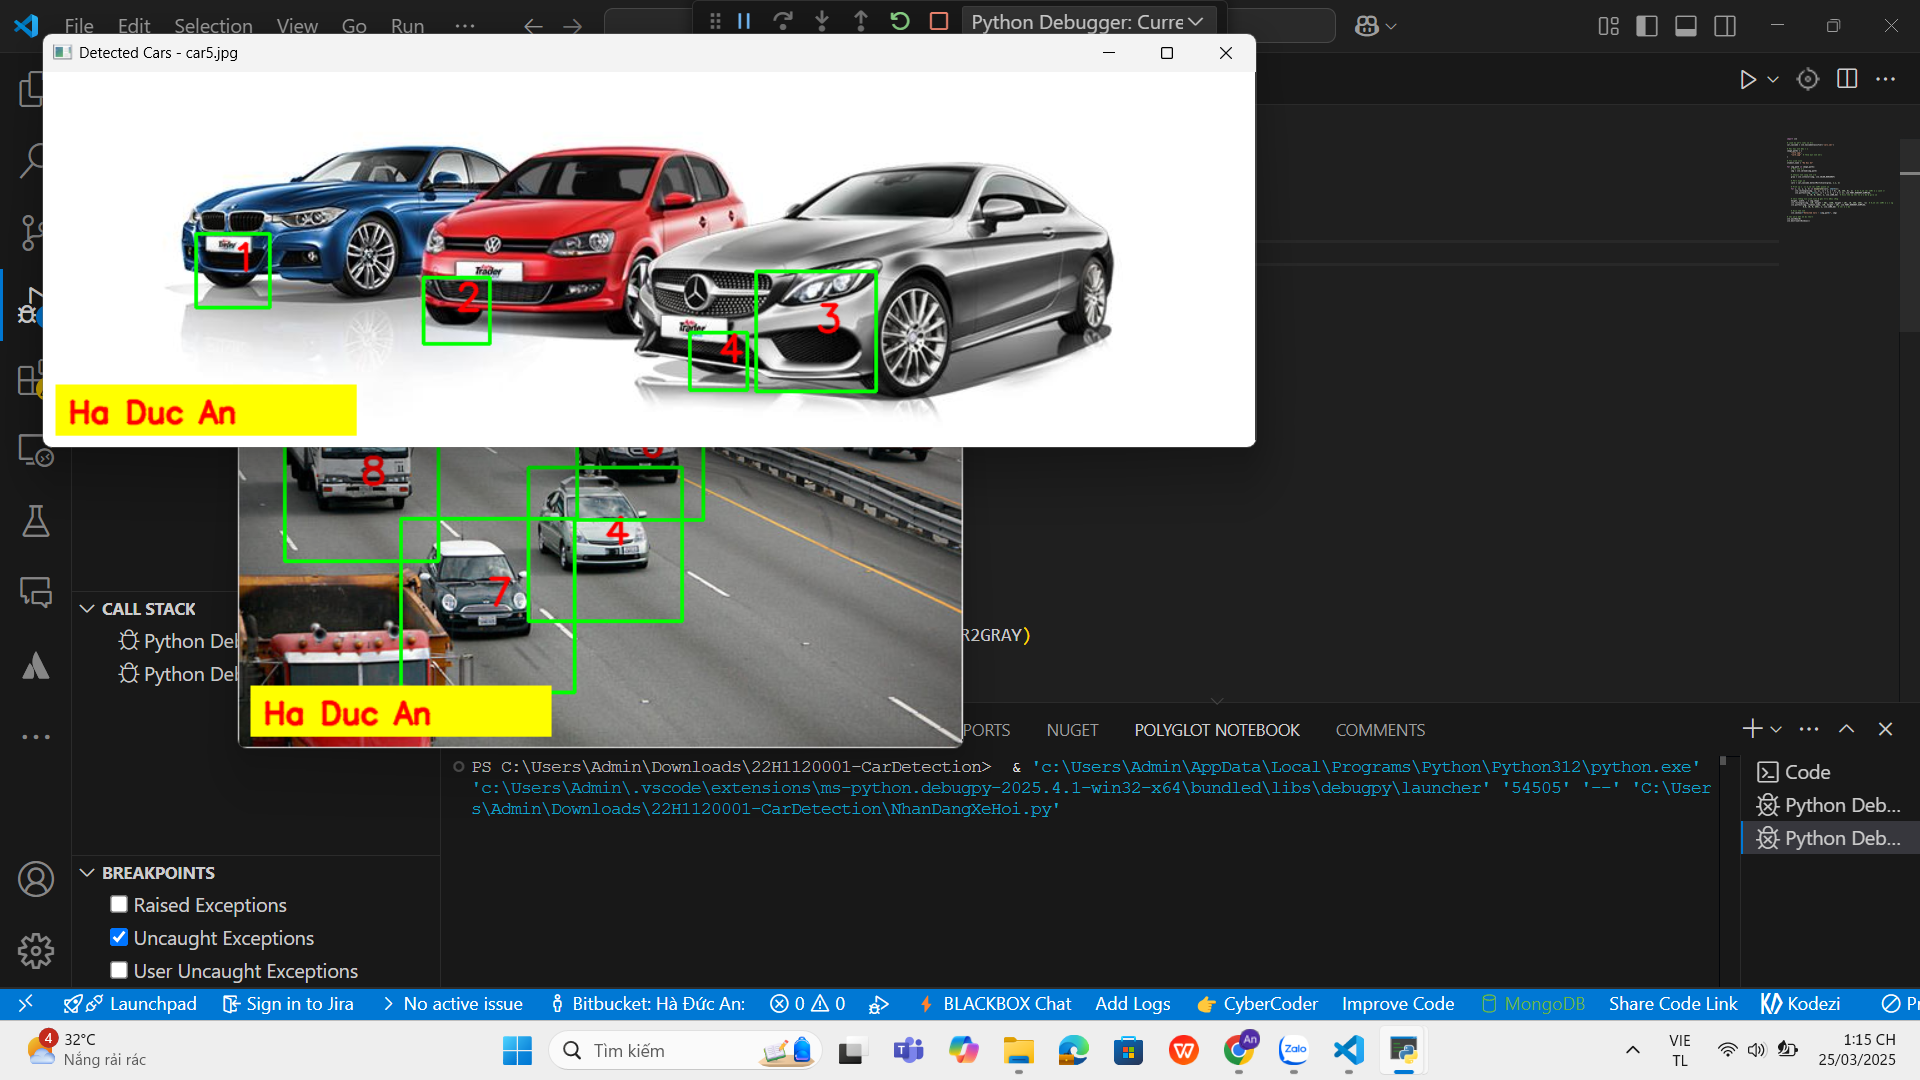 File Edit Selection View Go Run ···
Python Debugger: Curre
Detected Cars - car5.jpg
Trader
1
Trader
2
3
Trader
4
Ha Duc An
8
4
7
Ha Duc An
R2GRAY)
CALL STACK
Python Del
Python Del
PORTS NUGET POLYGLOT NOTEBOOK COMMENTS
PS C:\Users\Admin\Downloads\22H1120001-CarDetection> & 'c:\Users\Admin\AppData\Local\Programs\Python\Python312\python.exe'
'c:\Users\Admin\.vscode\extensions\ms-python.debugpy-2025.4.1-win32-x64\bundled\libs\debugpy\launcher' '54505' '--' 'C:\User
s\Admin\Downloads\22H1120001-CarDetection\NhanDangXeHoi.py'
Code
Python Deb...
Python Deb...
BREAKPOINTS
Raised Exceptions
Uncaught Exceptions
User Uncaught Exceptions
Launchpad Sign in to Jira No active issue Bitbucket: Hà Đức An: 0 0 BLACKBOX Chat Add Logs CyberCoder Improve Code MongoDB Share Code Link Kodezi Pr
4
32°C
Nắng rải rác
Tìm kiếm
An
Zalo
VIE
TL
1:15 CH
25/03/2025